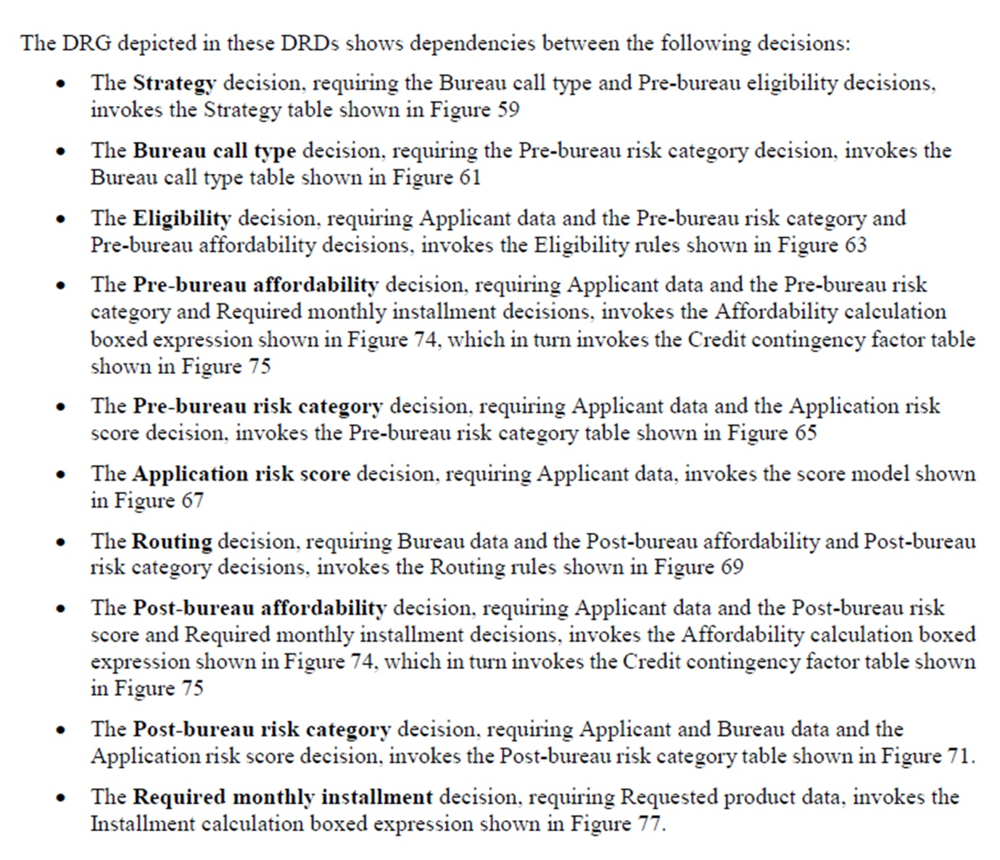 The DRG depicted in these DRDs shows dependencies between the following decisions:
• The Strategy decision, requiring the Bureau call type and Pre-bureau eligibility decisions,
invokes the Strategy table shown in Figure 59
• The Bureau call type decision, requiring the Pre-bureau risk category decision, invokes the
Bureau call type table shown in Figure 61
• The Eligibility decision, requiring Applicant data and the Pre-bureau risk category and
Pre-bureau affordability decisions, invokes the Eligibility rules shown in Figure 63
• The Pre-bureau affordability decision, requiring Applicant data and the Pre-bureau risk
category and Required monthly installment decisions, invokes the Affordability calculation
boxed expression shown in Figure 74, which in turn invokes the Credit contingency factor table
shown in Figure 75
• The Pre-bureau risk category decision, requiring Applicant data and the Application risk
score decision, invokes the Pre-bureau risk category table shown in Figure 65
• The Application risk score decision, requiring Applicant data, invokes the score model shown
in Figure 67
• The Routing decision, requiring Bureau data and the Post-bureau affordability and Post-bureau
risk category decisions, invokes the Routing rules shown in Figure 69
• The Post-bureau affordability decision, requiring Applicant data and the Post-bureau risk
score and Required monthly installment decisions, invokes the Affordability calculation boxed
expression shown in Figure 74, which in turn invokes the Credit contingency factor table shown
in Figure 75
• The Post-bureau risk category decision, requiring Applicant and Bureau data and the
Application risk score decision, invokes the Post-bureau risk category table shown in Figure 71.
• The Required monthly installment decision, requiring Requested product data, invokes the
Installment calculation boxed expression shown in Figure 77.